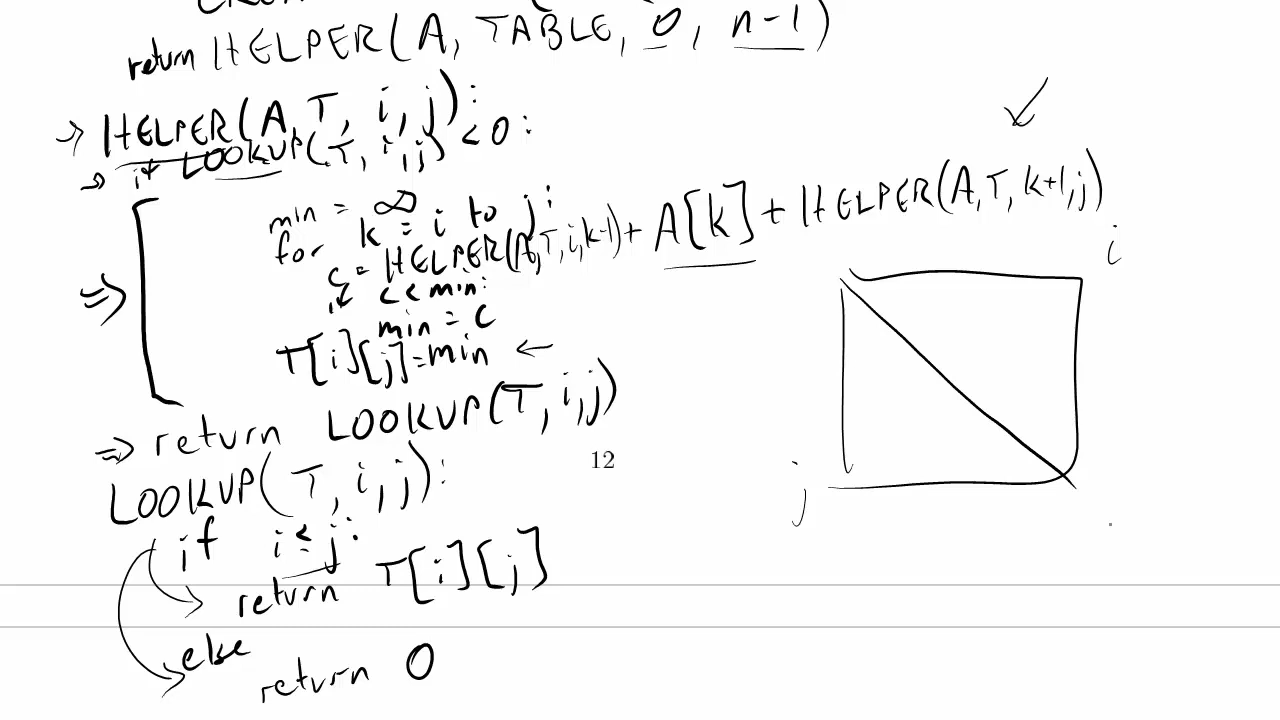 return HELPER(A, TABLE, 0, n-1)
HELPER(A, T, i, j):
if LOOKUP(T, i, j) < 0:
min = ∞
for k = i to j:
c = HELPER(A, T, i, k-1) + A[k] + HELPER(A, T, k+1, j)
if c < min:
min = c
T[i][j] = min ←
⇒ return LOOKUP(T, i, j)
LOOKUP(T, i, j):
if i ≤ j:
return T[i][j]
else
return 0
i
j
12